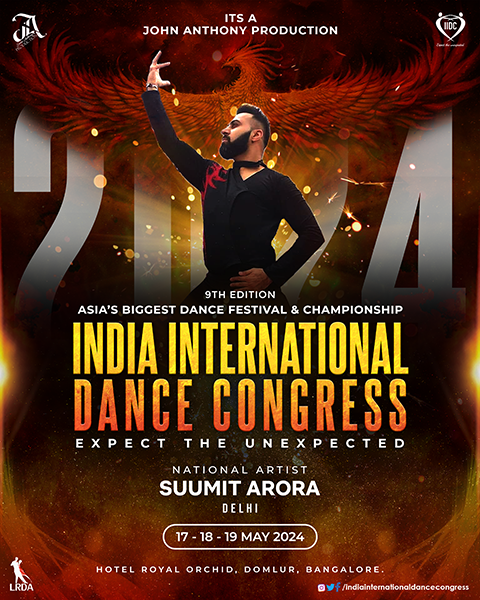 ITS A
JOHN ANTHONY PRODUCTION
JA
IIDC
2024
9TH EDITION
ASIA'S BIGGEST DANCE FESTIVAL & CHAMPIONSHIP
INDIA INTERNATIONAL
DANCE CONGRESS
EXPECT THE UNEXPECTED
NATIONAL ARTIST
SUUMIT ARORA
DELHI
17 - 18 - 19 MAY 2024
HOTEL ROYAL ORCHID, DOMLUR, BANGALORE.
LRDA
/indiainternationaldancecongress